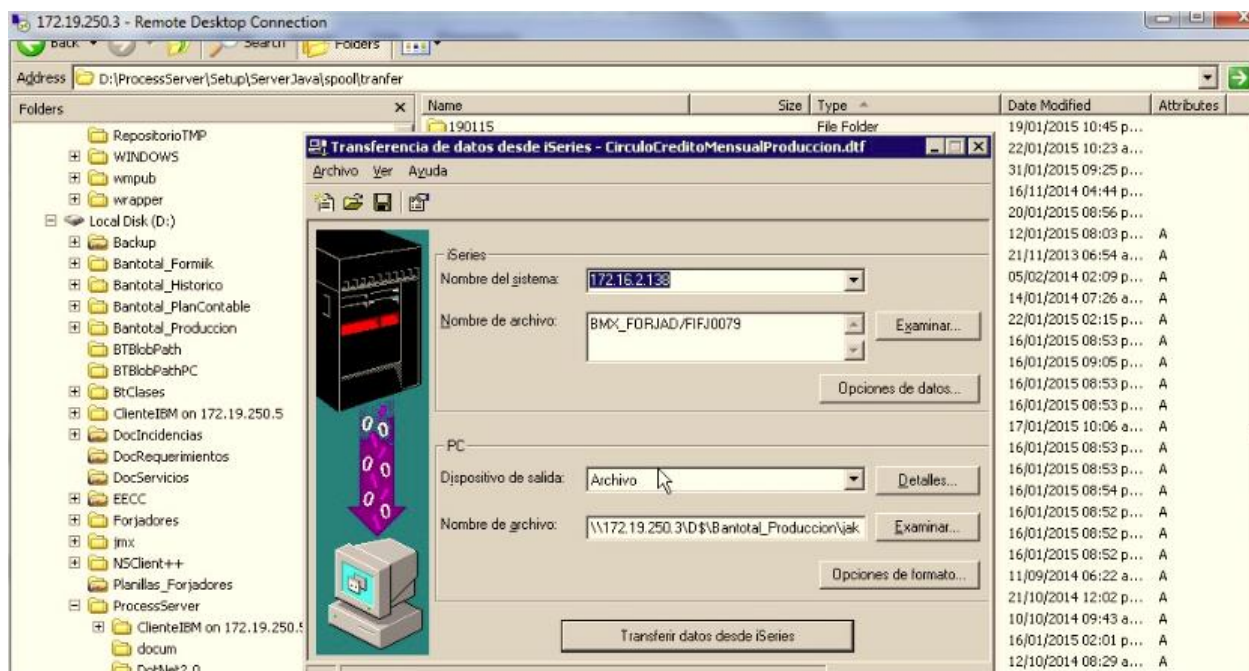 172.19.250.3 - Remote Desktop Connection
Back Search Folders
Address D:\ProcessServer\Setup\ServerJava\spool\tranfer
Folders
Name Size Type Date Modified Attributes
RepositorioTMP
WINDOWS
wmpub
wrapper
Local Disk (D:)
Backup
Bantotal_Formiik
Bantotal_Historico
Bantotal_PlanContable
Bantotal_Produccion
BTBlobPath
BTBlobPathPC
BtClases
ClienteIBM on 172.19.250.5
DocIncidencias
DocRequerimientos
DocServicios
EECC
Forjadores
jmx
NSClient++
Planillas_Forjadores
ProcessServer
ClienteIBM on 172.19.250.5
docum
DotNet2.0
190115 File Folder
Transferencia de datos desde iSeries - CirculoCreditoMensualProduccion.dtf
Archivo Ver Ayuda
iSeries
Nombre del sistema: 172.16.2.138
Nombre de archivo: BMX_FORJAD/FIFJ0079 Examinar...
Opciones de datos...
PC
Dispositivo de salida: Archivo Detalles...
Nombre de archivo: \\172.19.250.3\D$\Bantotal_Produccion\jak Examinar...
Opciones de formato...
Transferir datos desde iSeries
19/01/2015 10:45 p...
22/01/2015 10:23 a...
31/01/2015 09:25 p...
16/11/2014 04:44 p...
20/01/2015 08:56 p...
12/01/2015 08:03 p... A
21/11/2013 06:54 a... A
05/02/2014 02:09 p... A
14/01/2014 07:26 a... A
22/01/2015 02:15 p... A
16/01/2015 08:53 p... A
16/01/2015 09:05 p... A
16/01/2015 08:53 p... A
16/01/2015 08:53 p... A
17/01/2015 10:06 a... A
16/01/2015 08:53 p... A
16/01/2015 08:53 p... A
16/01/2015 08:54 p... A
16/01/2015 08:52 p... A
16/01/2015 08:52 p... A
16/01/2015 08:52 p... A
11/09/2014 06:22 a... A
21/10/2014 12:02 p... A
10/10/2014 09:43 a... A
16/01/2015 02:01 p... A
12/10/2014 08:29 a... A